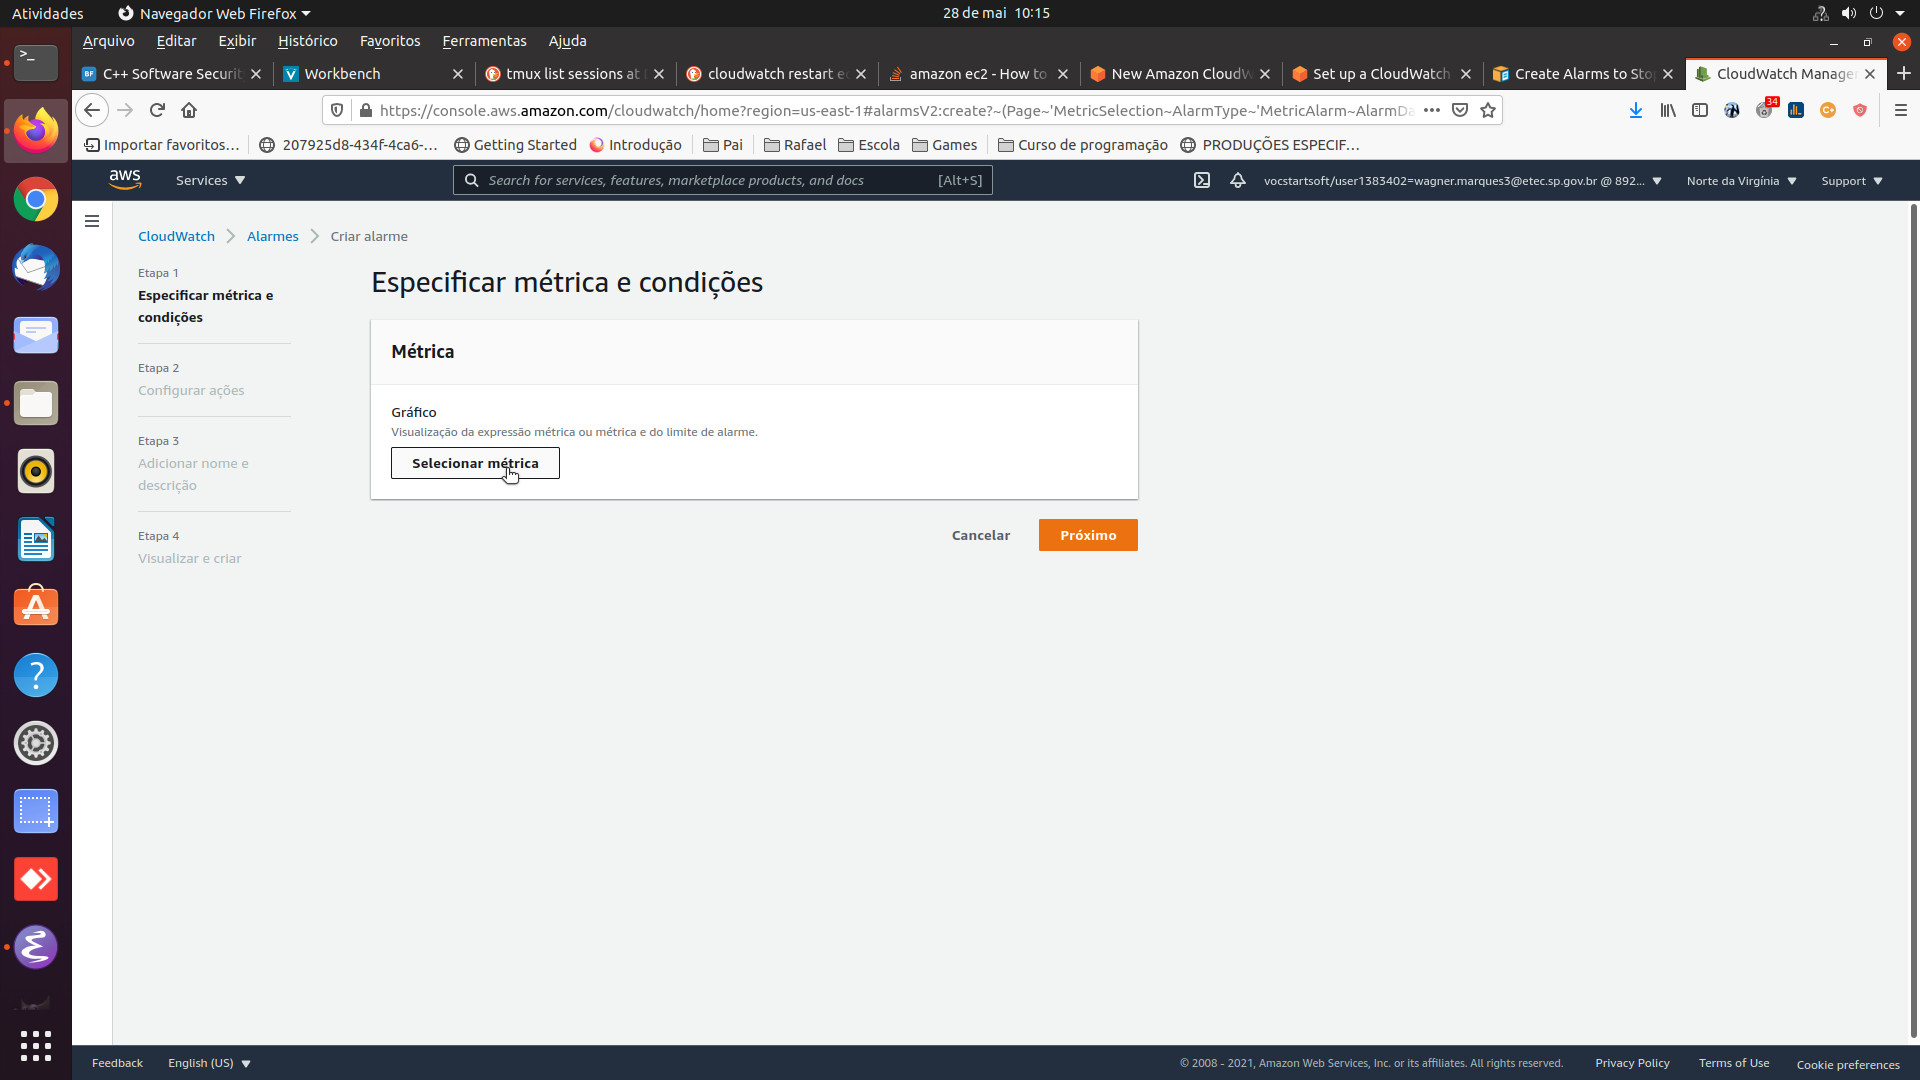 Atividades
Navegador Web Firefox
28 de mai 10:15
Arquivo Editar Exibir Histórico Favoritos Ferramentas Ajuda
C++ Software Securit
Workbench
tmux list sessions at
cloudwatch restart e
amazon ec2 - How to
New Amazon CloudW
Set up a CloudWatch
Create Alarms to Sto
CloudWatch Manage
https://console.aws.amazon.com/cloudwatch/home?region=us-east-1#alarmsV2:create?~(Page~'MetricSelection~AlarmType~'MetricAlarm~AlarmDa
34
Importar favoritos...
207925d8-434f-4ca6-...
Getting Started
Introdução
Pai
Rafael
Escola
Games
Curso de programação
PRODUÇÕES ESPECIF...
aws
Services
Search for services, features, marketplace products, and docs [Alt+S]
vocstartsoft/user1383402=wagner.marques3@etec.sp.gov.br @ 892...
Norte da Virgínia
Support
CloudWatch
Alarmes
Criar alarme
Etapa 1
Especificar métrica e
condições
Etapa 2
Configurar ações
Etapa 3
Adicionar nome e
descrição
Etapa 4
Visualizar e criar
Especificar métrica e condições
Métrica
Gráfico
Visualização da expressão métrica ou métrica e do limite de alarme.
Selecionar métrica
Cancelar
Próximo
Feedback
English (US)
© 2008 - 2021, Amazon Web Services, Inc. or its affiliates. All rights reserved.
Privacy Policy
Terms of Use
Cookie preferences